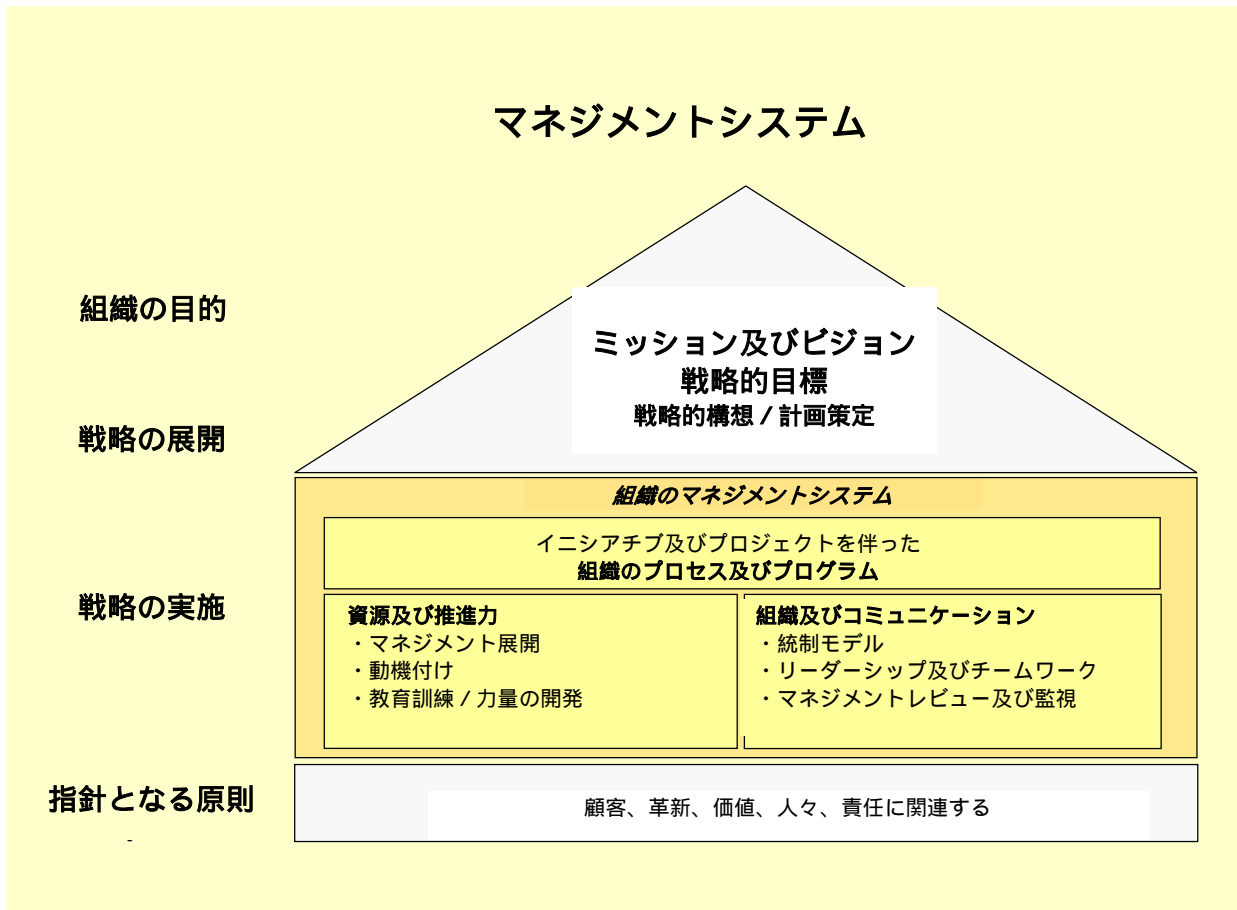 マネジメントシステム
組織の目的
ミッション及びビジョン
戦略的目標
戦略的構想 / 計画策定
戦略の展開
組織のマネジメントシステム
イニシアチブ及びプロジェクトを伴った
組織のプロセス及びプログラム
戦略の実施
資源及び推進力
・マネジメント展開
・動機付け
・教育訓練 / 力量の開発
組織及びコミュニケーション
・統制モデル
・リーダーシップ及びチームワーク
・マネジメントレビュー及び監視
指針となる原則
-
顧客、革新、価値、人々、責任に関連する